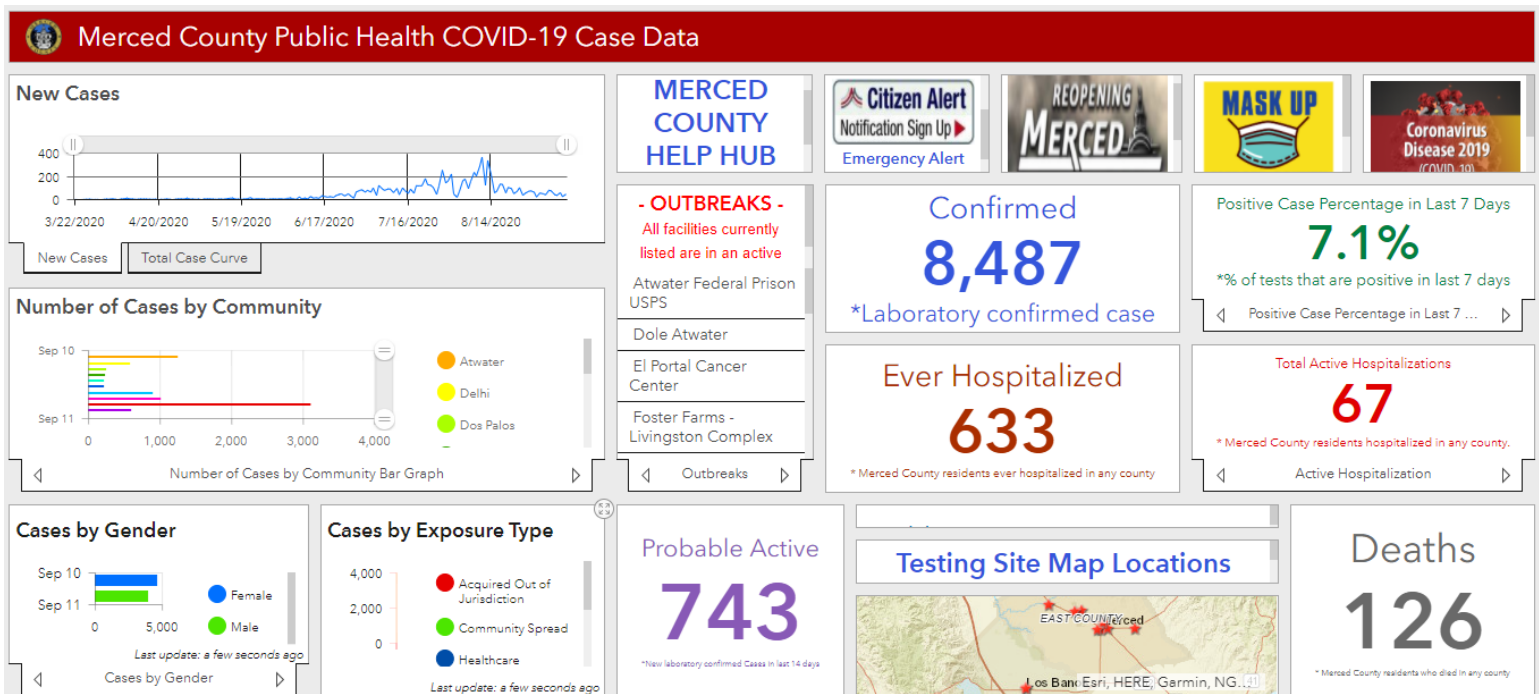 Merced County Public Health COVID-19 Case Data
New Cases
400
200
0
3/22/2020
4/20/2020
5/19/2020
6/17/2020
7/16/2020
8/14/2020
New Cases
Total Case Curve
MERCED
COUNTY
HELP HUB
Citizen Alert
Notification Sign Up
Emergency Alert
REOPENING
MERCED
MASK UP
Coronavirus
Disease 2019
(COVID-19)
- OUTBREAKS -
All facilities currently
listed are in an active
Atwater Federal Prison
USPS
Dole Atwater
El Portal Cancer
Center
Foster Farms -
Livingston Complex
Outbreaks
Confirmed
8,487
*Laboratory confirmed case
Positive Case Percentage in Last 7 Days
7.1%
*% of tests that are positive in last 7 days
Positive Case Percentage in Last 7 ...
Number of Cases by Community
Sep 10
Sep 11
0
1,000
2,000
3,000
4,000
Atwater
Delhi
Dos Palos
Number of Cases by Community Bar Graph
Ever Hospitalized
633
* Merced County residents ever hospitalized in any county
Total Active Hospitalizations
67
* Merced County residents hospitalized in any county.
Active Hospitalization
Cases by Gender
Sep 10
Sep 11
0
5,000
Female
Male
Last update: a few seconds ago
Cases by Gender
Cases by Exposure Type
4,000
2,000
0
Acquired Out of
Jurisdiction
Community Spread
Healthcare
Last update: a few seconds ago
Probable Active
743
*New laboratory confirmed Cases in last 14 days
Testing Site Map Locations
EAST COUNTY
Merced
Los Banos
Esri, HERE, Garmin, NG...
Deaths
126
* Merced County residents who died in any county